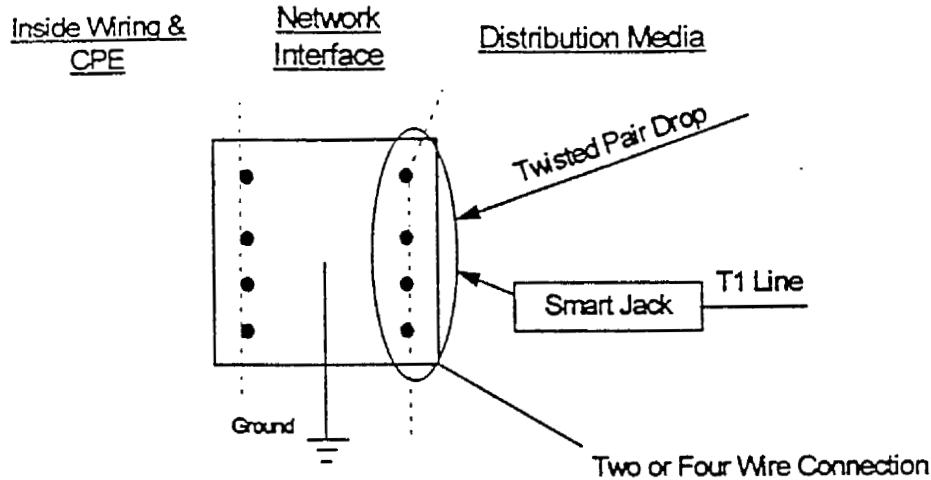 Inside Wiring &
CPE
Network
Interface
Distribution Media
Twisted Pair Drop
T1 Line
Smart Jack
Ground
Two or Four Wire Connection